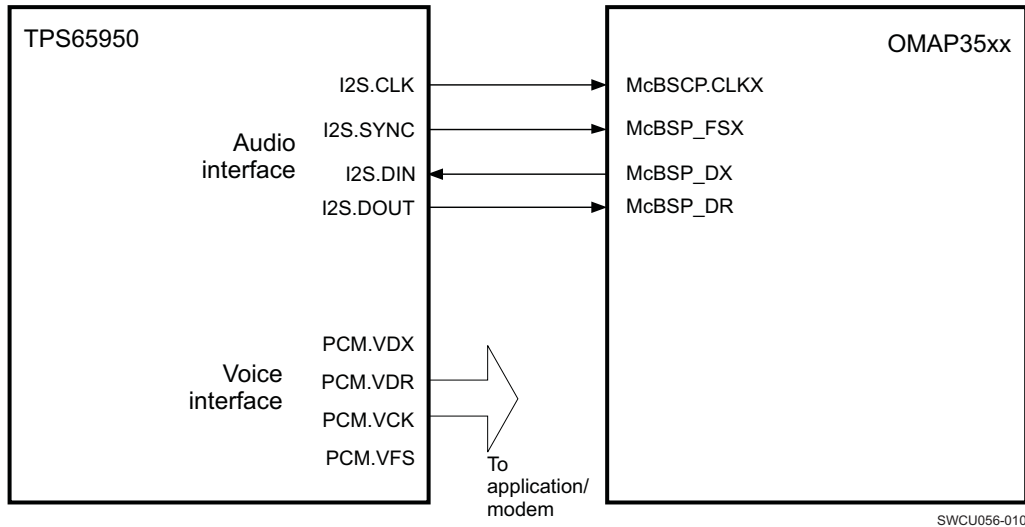 TPS65950
OMAP35xx
I2S.CLK
McBSCP.CLKX
I2S.SYNC
McBSP_FSX
Audio
interface
I2S.DIN
McBSP_DX
I2S.DOUT
McBSP_DR
PCM.VDX
Voice
interface
PCM.VDR
PCM.VCK
PCM.VFS
To
application/
modem
SWCU056-010